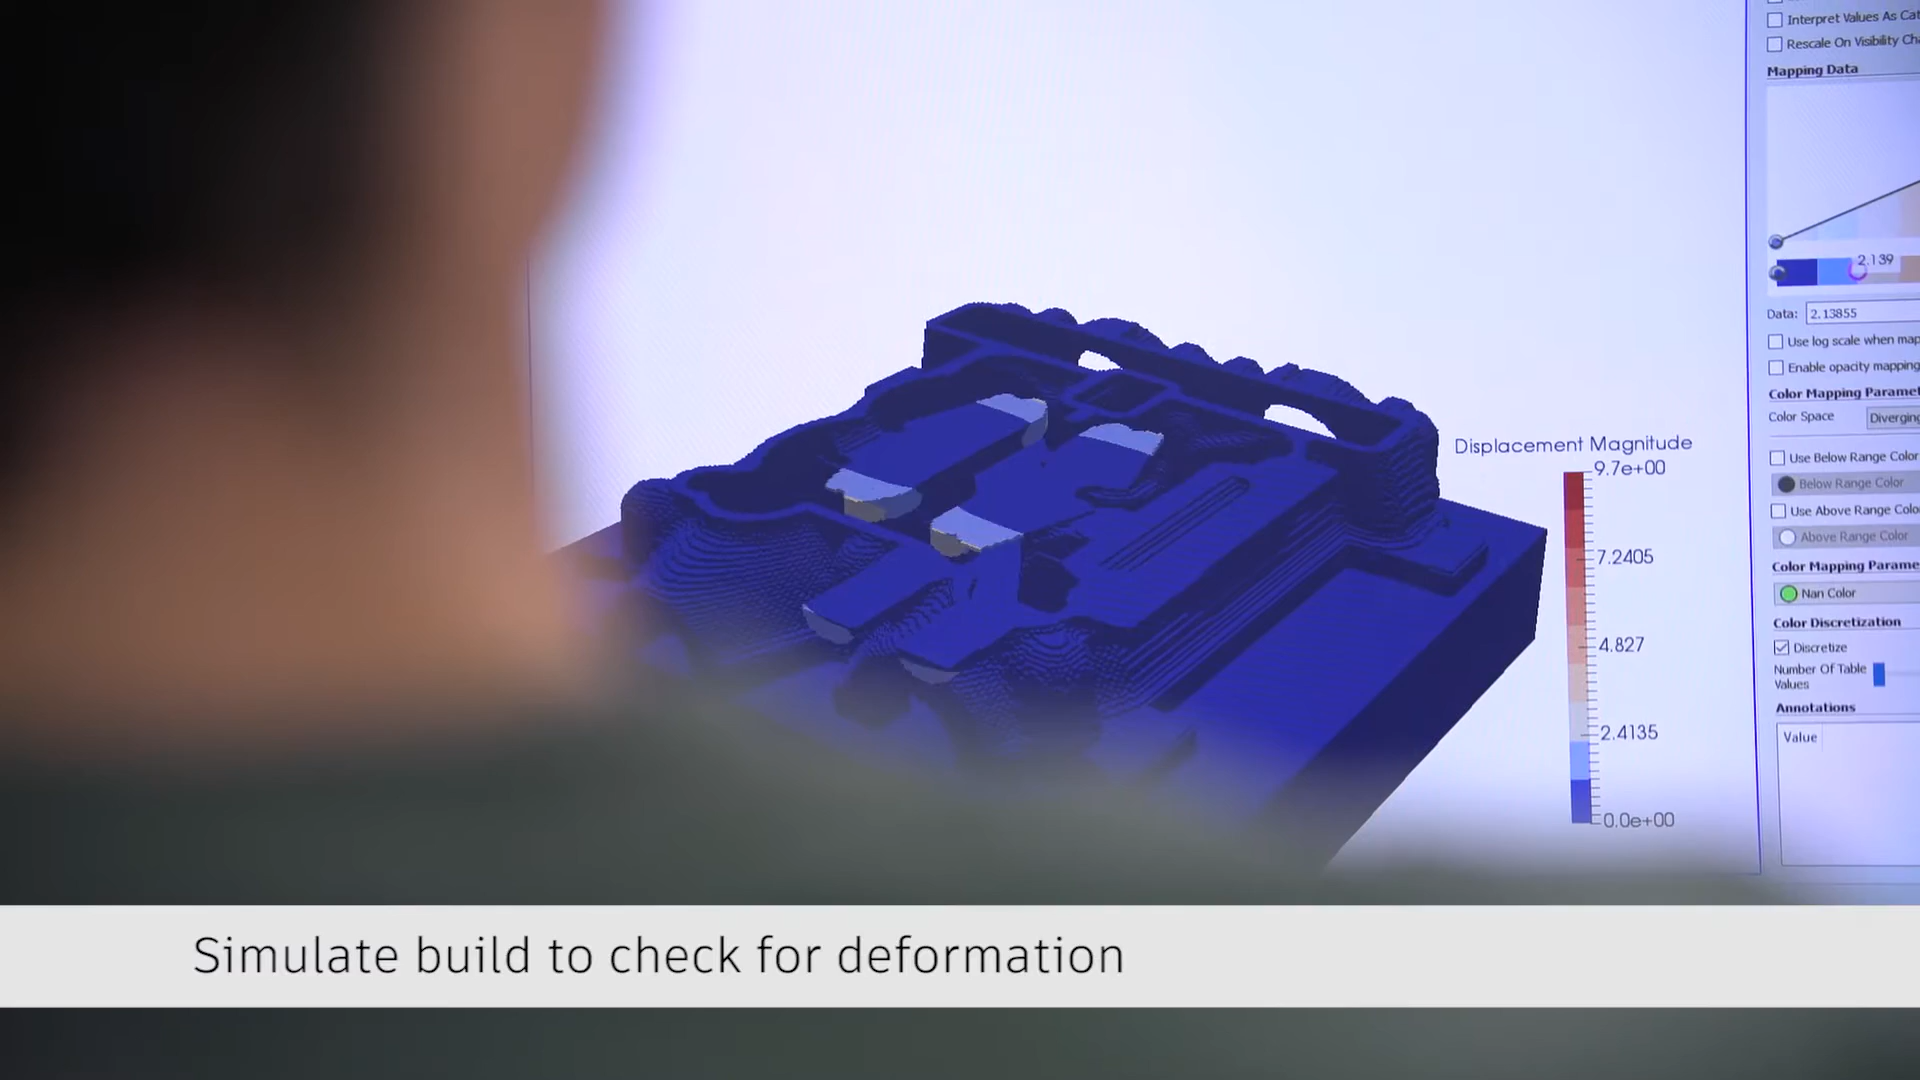 Interpret Values As Cat
Rescale On Visibility Ch
Mapping Data
2.139
Data: 2.13855
Use log scale when map
Enable opacity mapping
Color Mapping Paramet
Color Space Diverging
Use Below Range Color
Below Range Color
Use Above Range Colo
Above Range Color
Color Mapping Parame
Nan Color
Color Discretization
Discretize
Number Of Table
Values
Annotations
Value
Displacement Magnitude
9.7e+00
7.2405
4.827
2.4135
0.0e+00
Simulate build to check for deformation